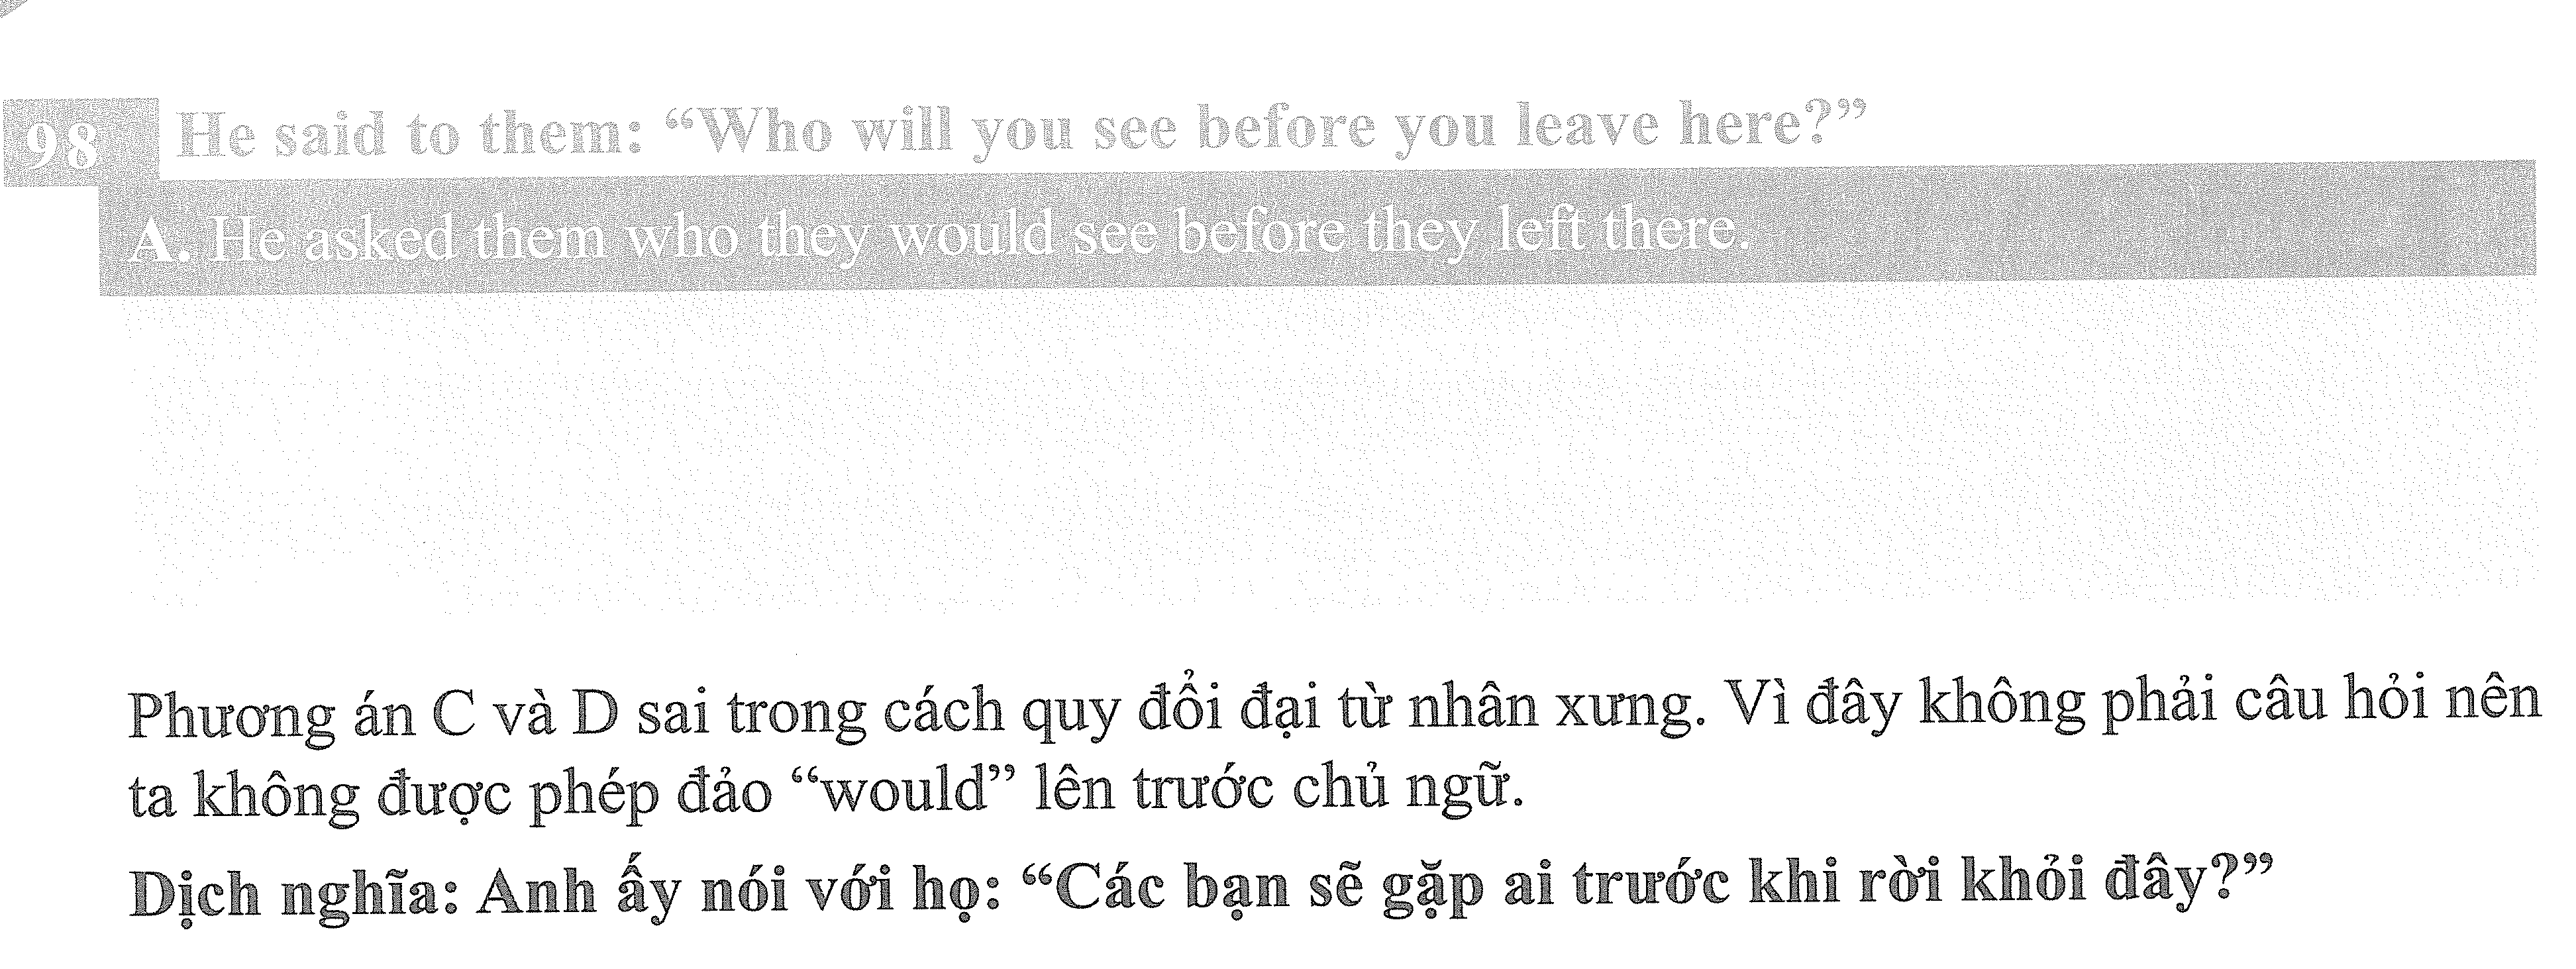 98 He said to them: “Who will you see before you leave here?”
A. He asked them who they would see before they left there.
Phương án C và D sai trong cách quy đổi đại từ nhân xưng. Vì đây không phải câu hỏi nên
ta không được phép đảo “would” lên trước chủ ngữ.
Dịch nghĩa: Anh ấy nói với họ: “Các bạn sẽ gặp ai trước khi rời khỏi đây?”